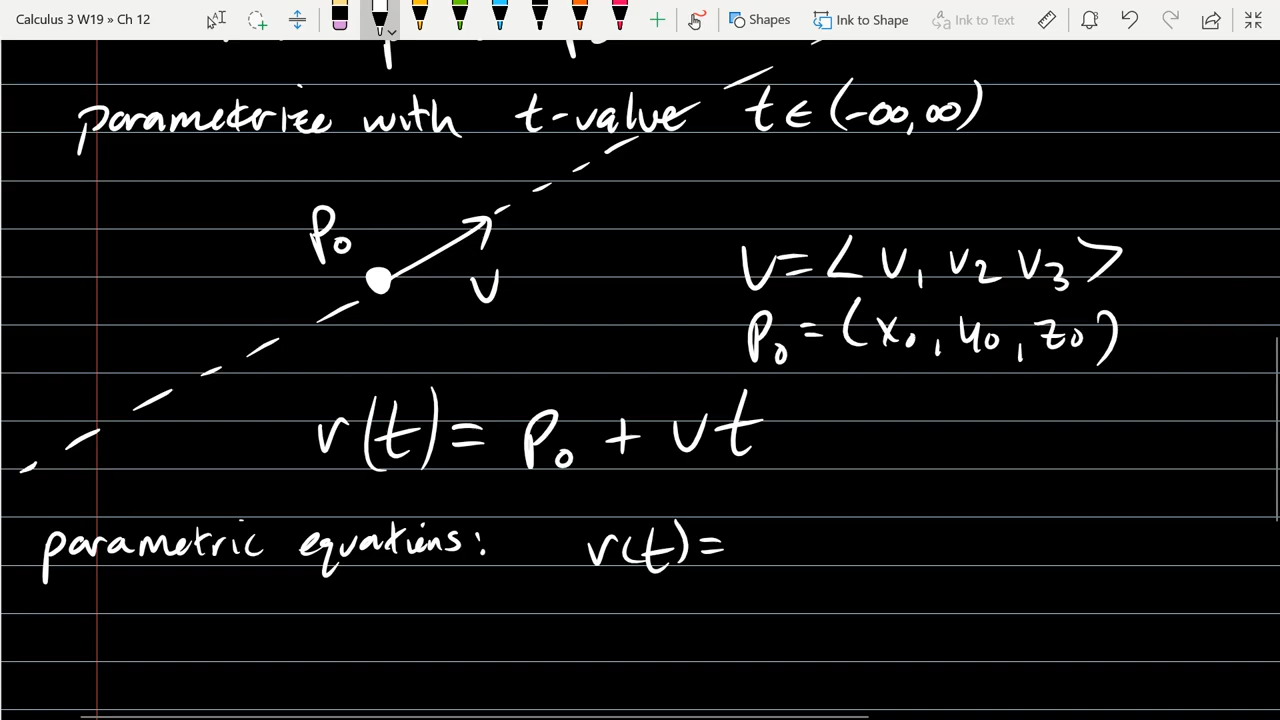 Calculus 3 W19 » Ch 12
Shapes
Ink to Shape
Ink to Text
parametrize with t-value t ∈ (-∞, ∞)
P₀
V
V = < v₁ v₂ v₃ >
P₀ = (x₀, y₀, z₀)
r(t) = P₀ + vt
parametric equations: r(t) =